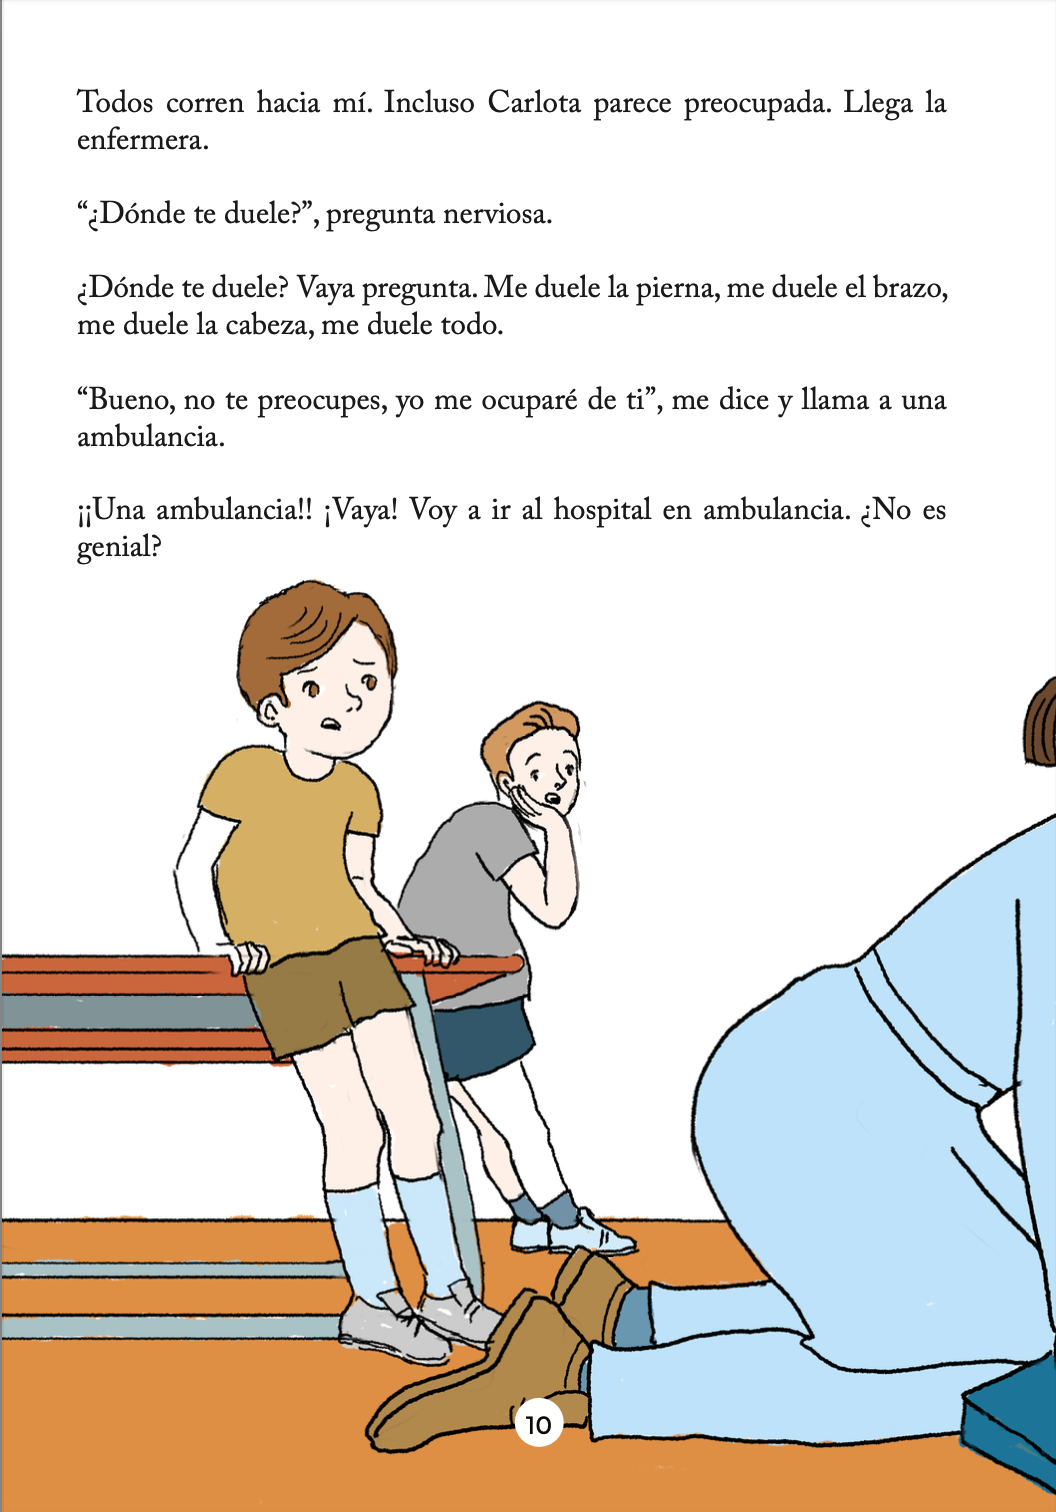 Todos corren hacia mí. Incluso Carlota parece preocupada. Llega la
enfermera.
“¿Dónde te duele?”, pregunta nerviosa.
¿Dónde te duele? Vaya pregunta. Me duele la pierna, me duele el brazo,
me duele la cabeza, me duele todo.
“Bueno, no te preocupes, yo me ocuparé de ti”, me dice y llama a una
ambulancia.
¡¡Una ambulancia!! ¡Vaya! Voy a ir al hospital en ambulancia. ¿No es
genial?
10